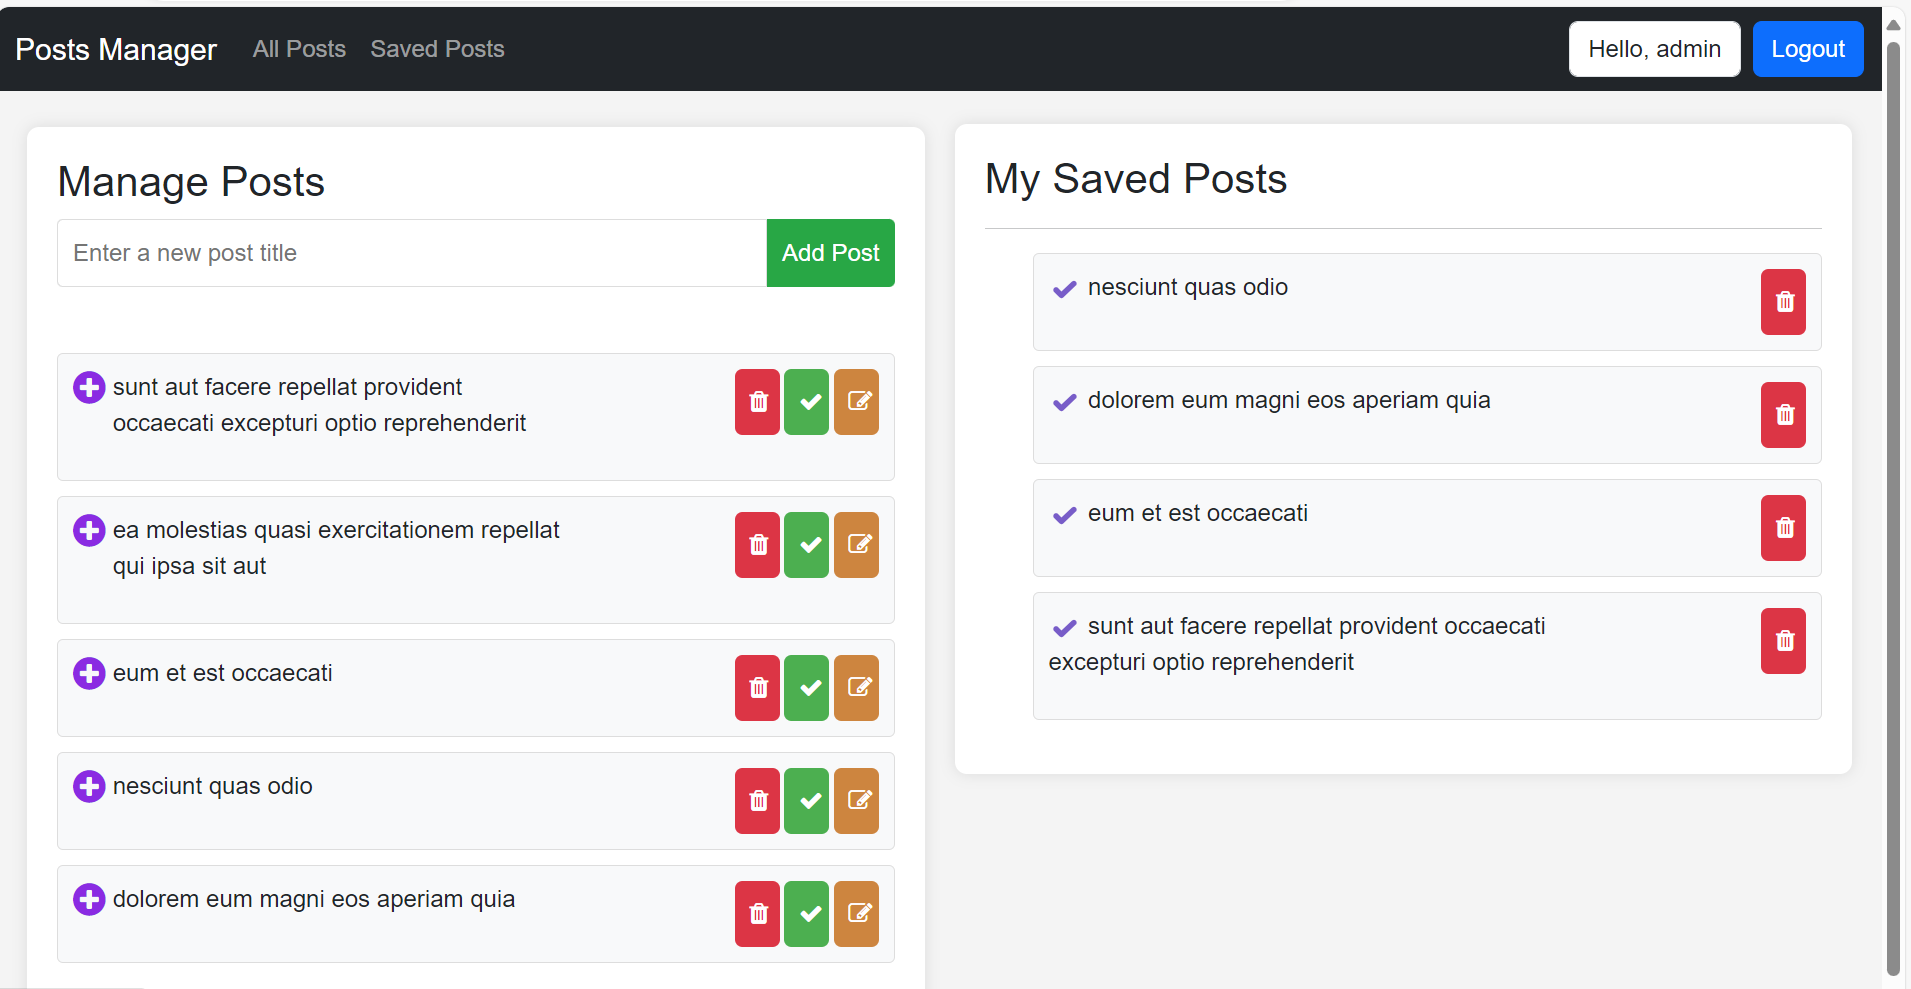 Posts Manager All Posts Saved Posts Hello, admin Logout
Manage Posts
Enter a new post title Add Post
sunt aut facere repellat provident
occaecati excepturi optio reprehenderit
ea molestias quasi exercitationem repellat
qui ipsa sit aut
eum et est occaecati
nesciunt quas odio
dolorem eum magni eos aperiam quia
My Saved Posts
nesciunt quas odio
dolorem eum magni eos aperiam quia
eum et est occaecati
sunt aut facere repellat provident occaecati
excepturi optio reprehenderit